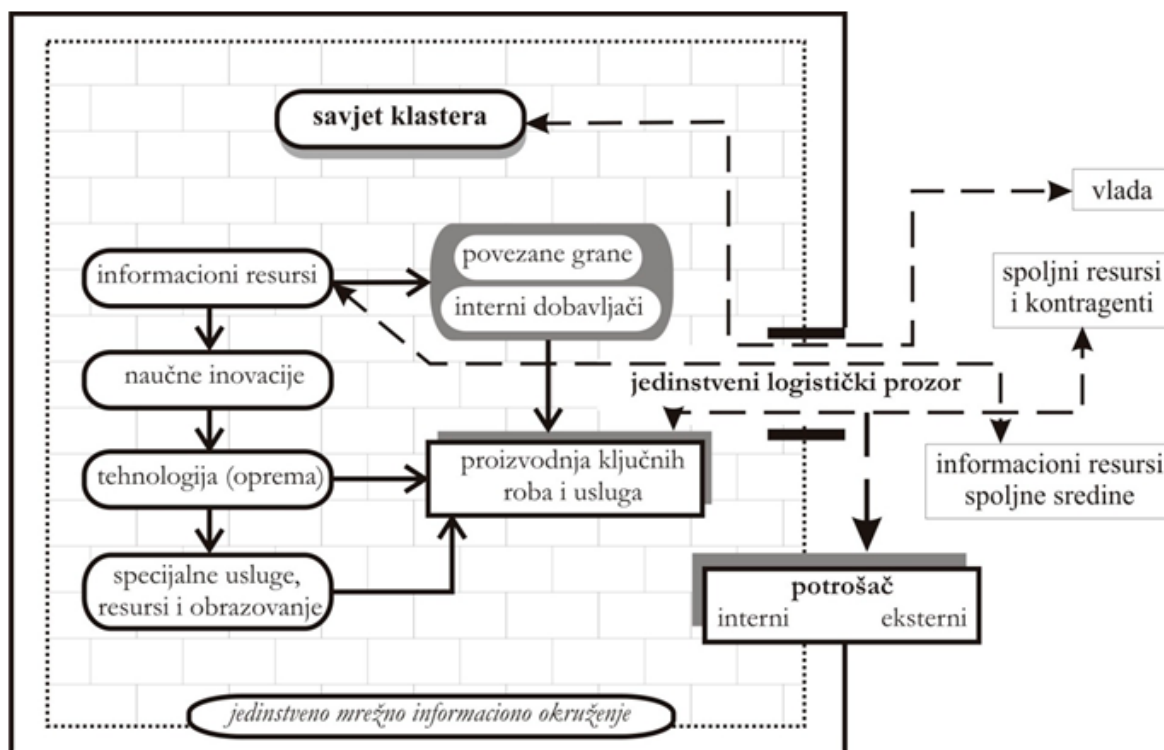 savjet klastera
vlada
informacioni resursi
povezane grane
interni dobavljači
spoljni resursi
i kontragenti
naučne inovacije
jedinstveni logistički prozor
tehnologija (oprema)
proizvodnja ključnih
roba i usluga
informacioni resursi
spoljne sredine
specijalne usluge,
resursi i obrazovanje
potrošač
interni eksterni
jedinstveno mrežno informaciono okruženje